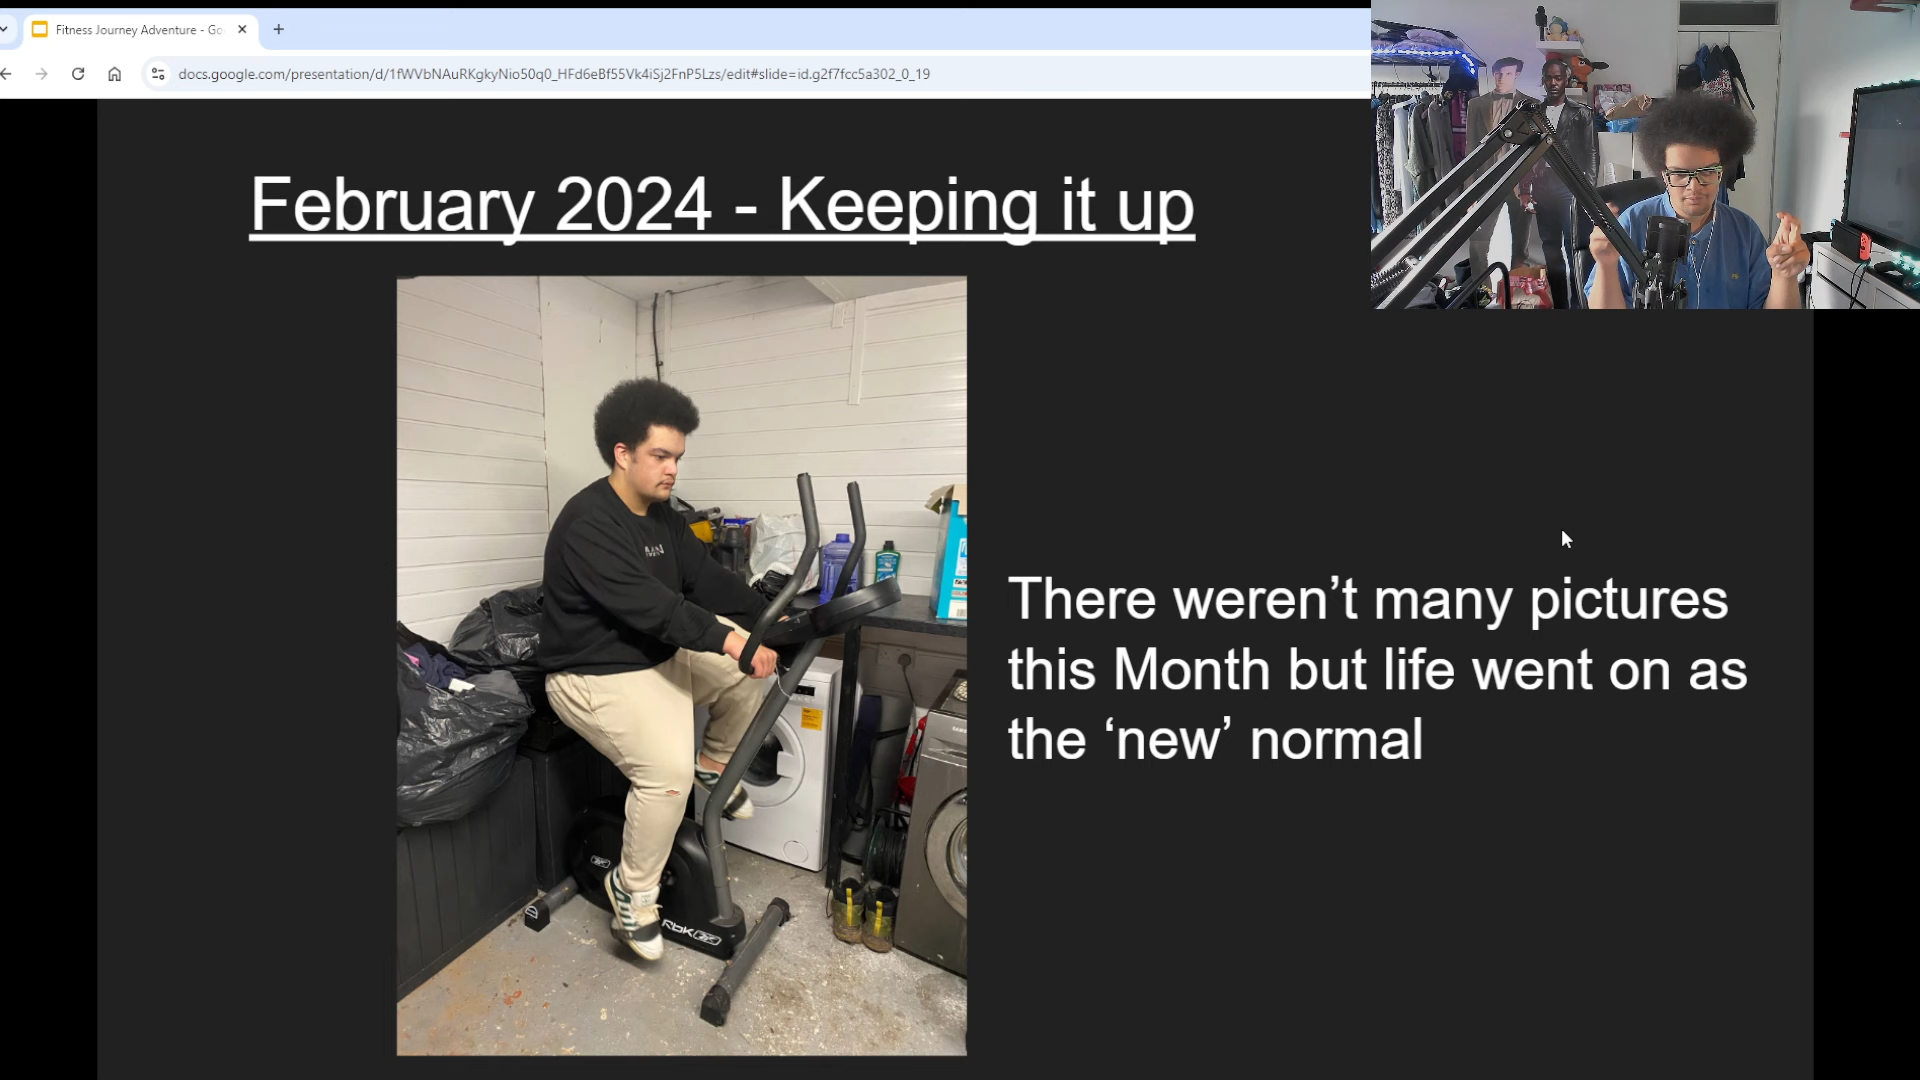 Fitness Journey Adventure - Go
docs.google.com/presentation/d/1fWVbNAuRKgkyNio50q0_HFd6eBf55Vk4iSj2FnP5Lzs/edit#slide=id.g2f7fcc5a302_0_19
February 2024 - Keeping it up
There weren’t many pictures
this Month but life went on as
the ‘new’ normal
RBK